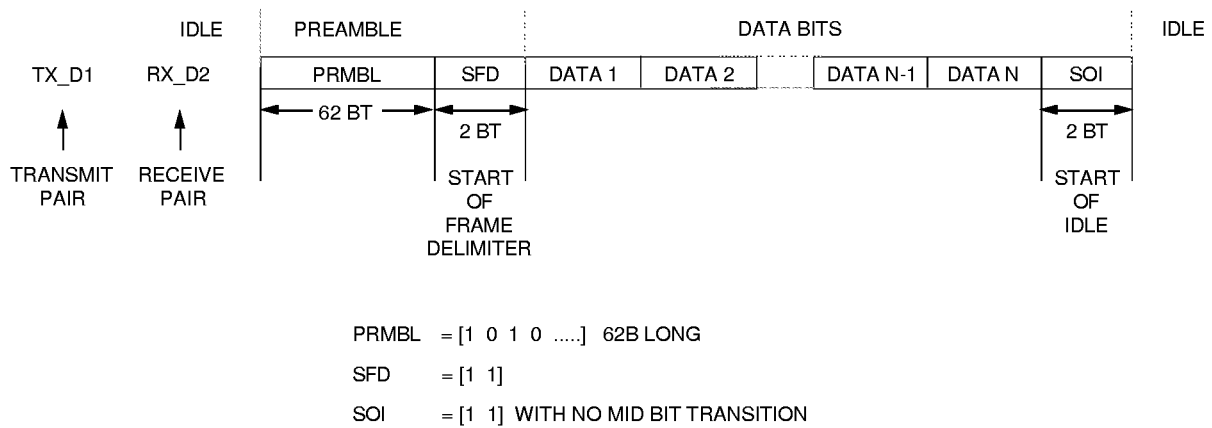 IDLE PREAMBLE DATA BITS IDLE
TX_D1 RX_D2 PRMBL SFD DATA 1 DATA 2 DATA N-1 DATA N SOI
62 BT
2 BT 2 BT
TRANSMIT PAIR
RECEIVE PAIR
START OF FRAME DELIMITER
START OF IDLE
PRMBL = [1 0 1 0 .....] 62B LONG
SFD = [1 1]
SOI = [1 1] WITH NO MID BIT TRANSITION